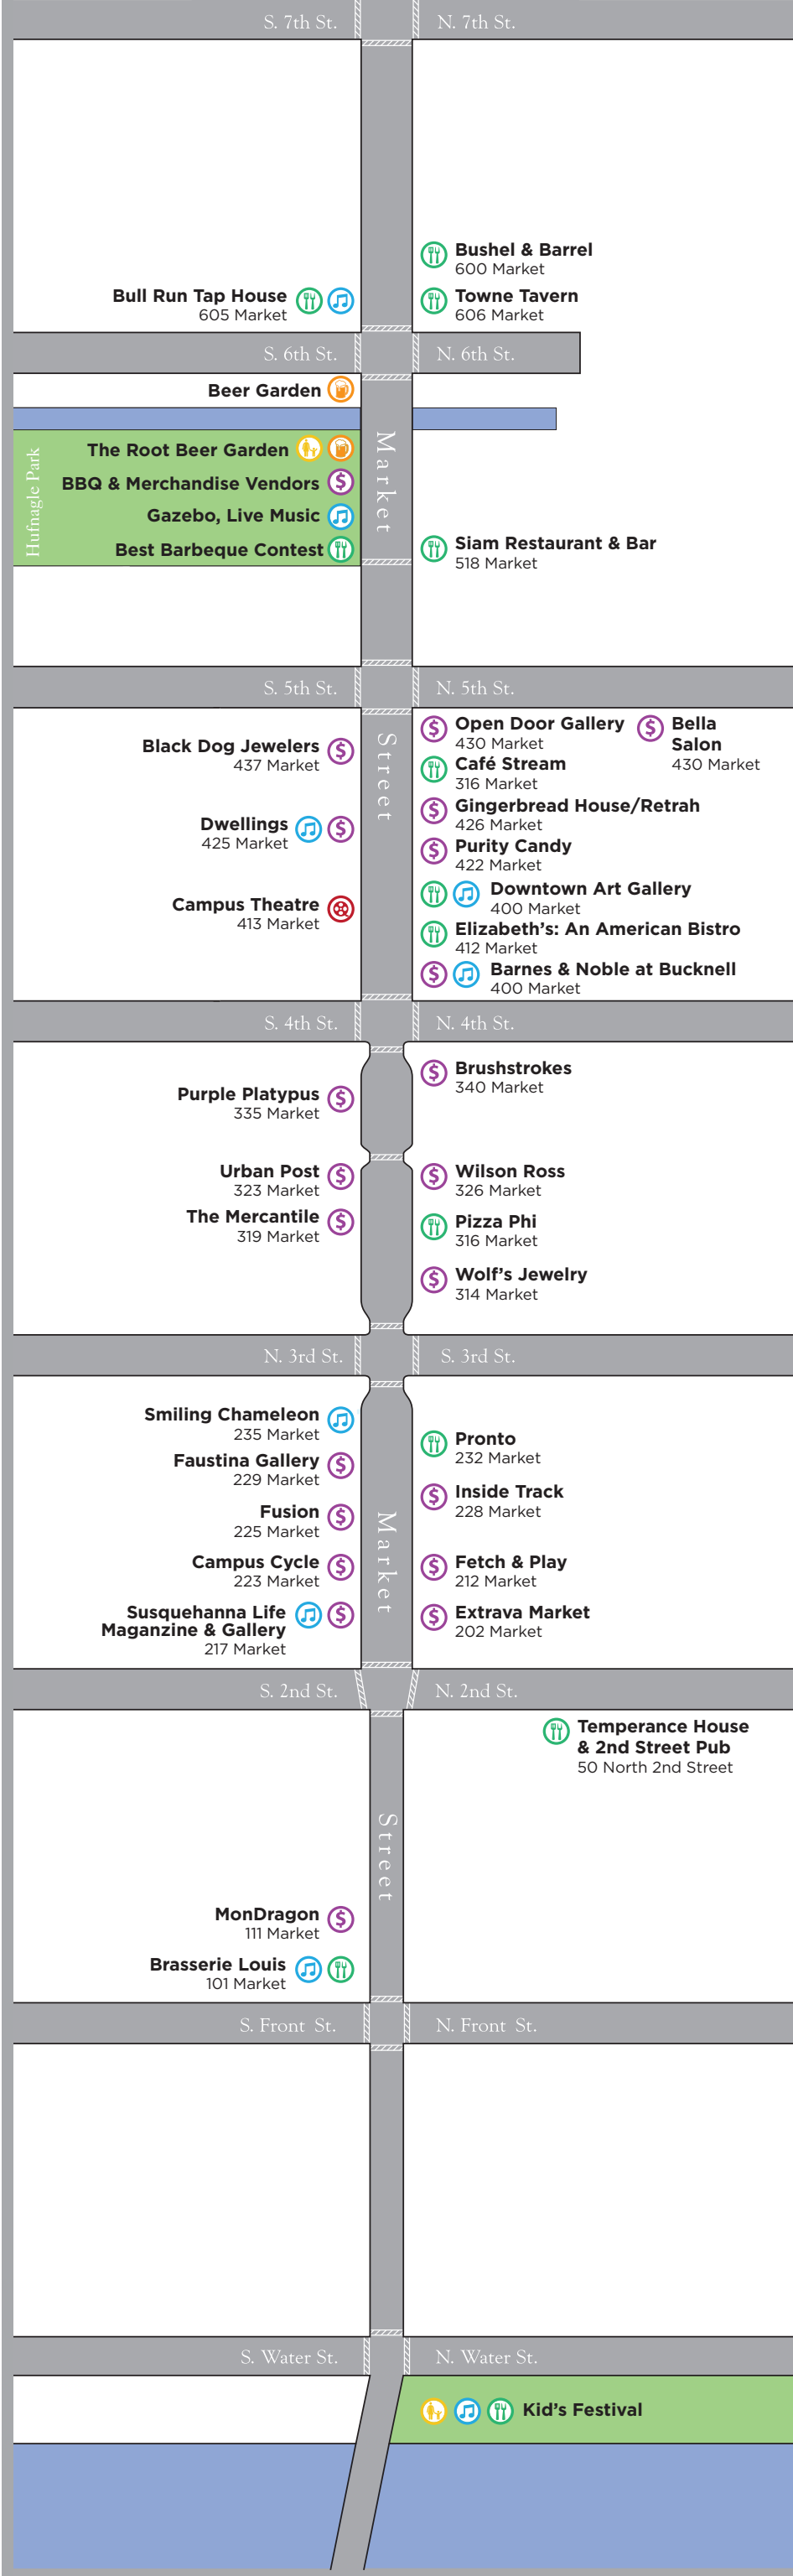 S. 7th St.
N. 7th St.
Bushel & Barrel
600 Market
Bull Run Tap House
605 Market
Towne Tavern
606 Market
S. 6th St.
N. 6th St.
Beer Garden
Market
Hufnagle Park
The Root Beer Garden
BBQ & Merchandise Vendors
$
Gazebo, Live Music
Best Barbeque Contest
Siam Restaurant & Bar
518 Market
S. 5th St.
N. 5th St.
Street
Black Dog Jewelers
$
437 Market
Dwellings
$
425 Market
Campus Theatre
413 Market
$
Open Door Gallery
430 Market
$
Bella
Salon
430 Market
Café Stream
316 Market
$
Gingerbread House/Retrah
426 Market
$
Purity Candy
422 Market
Downtown Art Gallery
400 Market
Elizabeth's: An American Bistro
412 Market
$
Barnes & Noble at Bucknell
400 Market
S. 4th St.
N. 4th St.
Purple Platypus
$
335 Market
Urban Post
$
323 Market
The Mercantile
$
319 Market
$
Brushstrokes
340 Market
$
Wilson Ross
326 Market
Pizza Phi
316 Market
$
Wolf's Jewelry
314 Market
N. 3rd St.
S. 3rd St.
Market
Smiling Chameleon
235 Market
Faustina Gallery
$
229 Market
Fusion
$
225 Market
Campus Cycle
$
223 Market
Susquehanna Life
$
Maganzine & Gallery
217 Market
Pronto
232 Market
$
Inside Track
228 Market
$
Fetch & Play
212 Market
$
Extrava Market
202 Market
S. 2nd St.
N. 2nd St.
Street
Temperance House
& 2nd Street Pub
50 North 2nd Street
MonDragon
$
111 Market
Brasserie Louis
101 Market
S. Front St.
N. Front St.
S. Water St.
N. Water St.
Kid's Festival